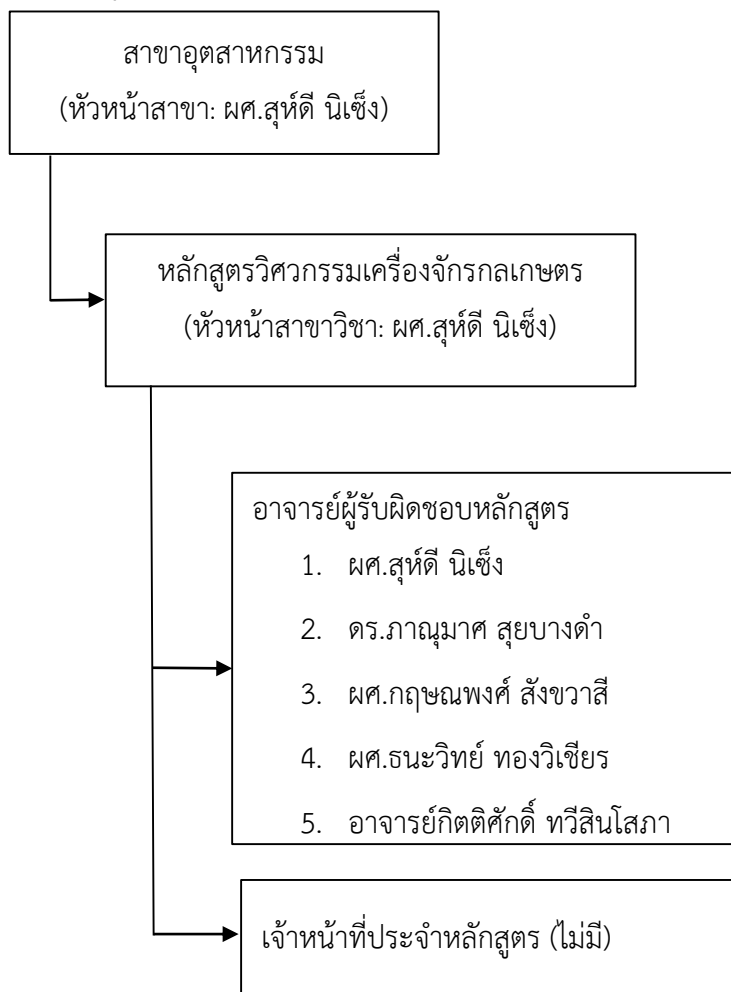 สาขาอุตสาหกรรม
(หัวหน้าสาขา: ผศ.สุห์ดี นิเซ็ง)
หลักสูตรวิศวกรรมเครื่องจักรกลเกษตร
(หัวหน้าสาขาวิชา: ผศ.สุห์ดี นิเซ็ง)
อาจารย์ผู้รับผิดชอบหลักสูตร
1. ผศ.สุห์ดี นิเซ็ง
2. ดร.ภาณุมาศ สุยบางดำ
3. ผศ.กฤษณพงศ์ สังขวาสี
4. ผศ.ธนะวิทย์ ทองวิเชียร
5. อาจารย์กิตติศักดิ์ ทวีสินโสภา
เจ้าหน้าที่ประจำหลักสูตร (ไม่มี)